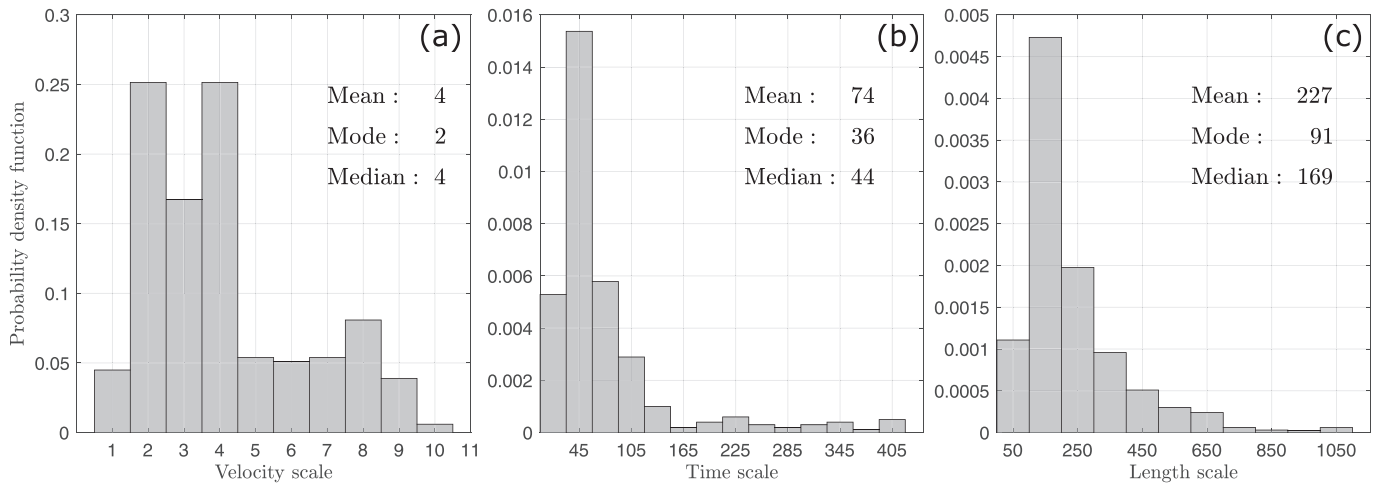 Probability density function
0.3
0.25
0.2
0.15
0.1
0.05
0
(a)
Mean : 4
Mode : 2
Median : 4
1 2 3 4 5 6 7 8 9 10 11
Velocity scale
0.016
0.014
0.012
0.01
0.008
0.006
0.004
0.002
0
(b)
Mean : 74
Mode : 36
Median : 44
45 105 165 225 285 345 405
Time scale
0.005
0.0045
0.004
0.0035
0.003
0.0025
0.002
0.0015
0.001
0.0005
0
(c)
Mean : 227
Mode : 91
Median : 169
50 250 450 650 850 1050
Length scale